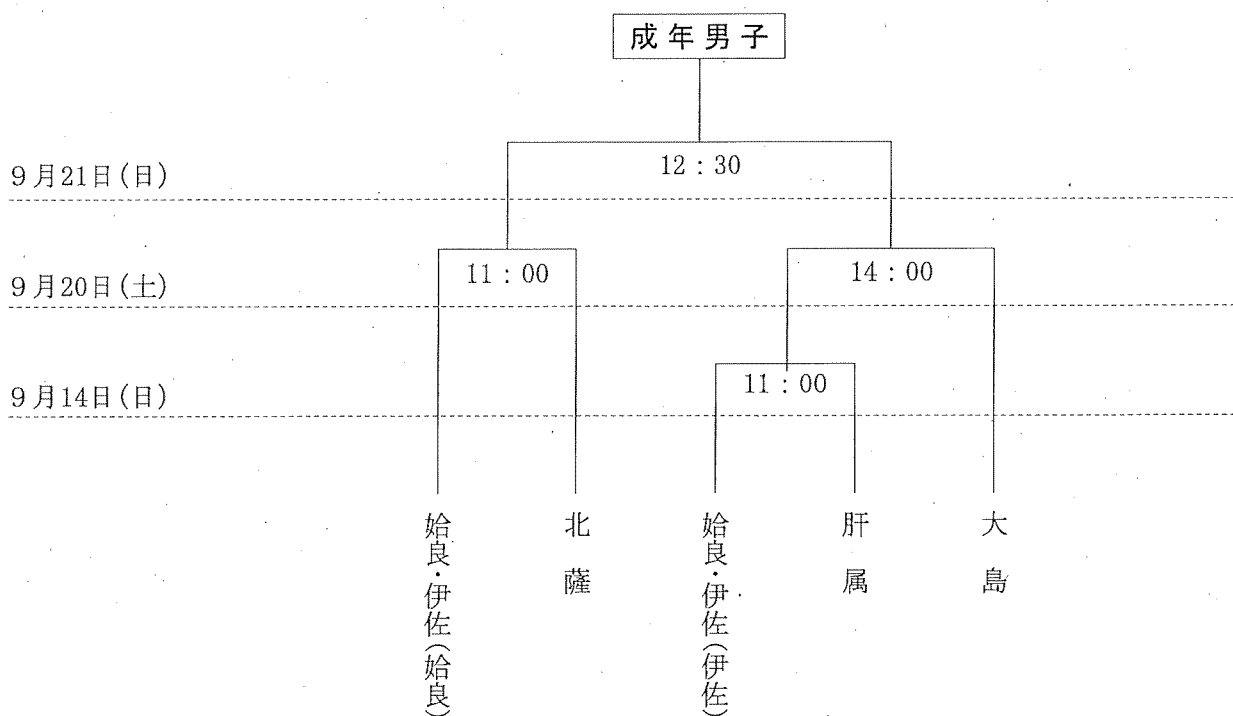 成年男子
12：30
9月21日(日)
11：00
14：00
9月20日(土)
11：00
9月14日(日)
姶良・伊佐(姶良)
北薩
姶良・伊佐(伊佐)
肝属
大島